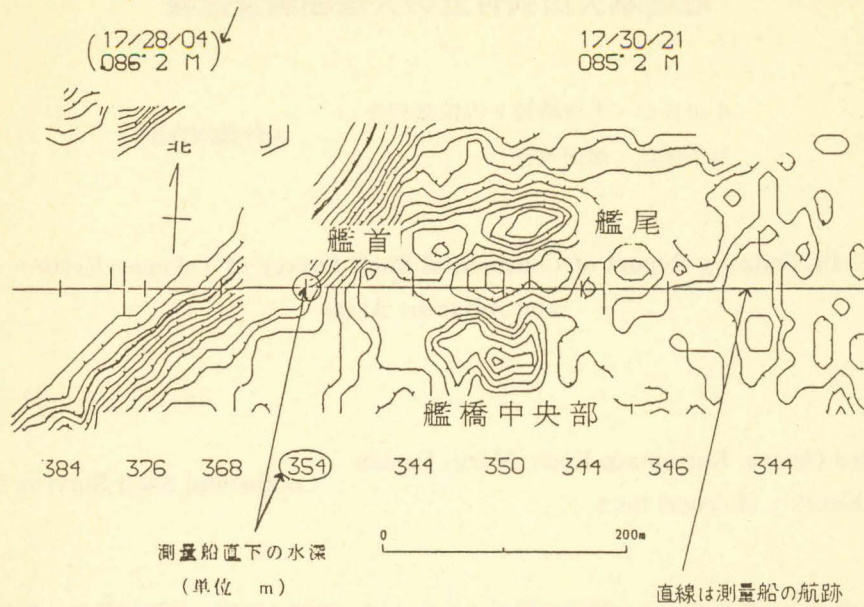 (17/28/04
086°2 M)
17/30/21
085°2 M
北
艦首
艦尾
艦橋中央部
384 326 368 354 344 350 344 346 344
0 200m
測量船直下の水深
(単位 m)
直線は測量船の航跡